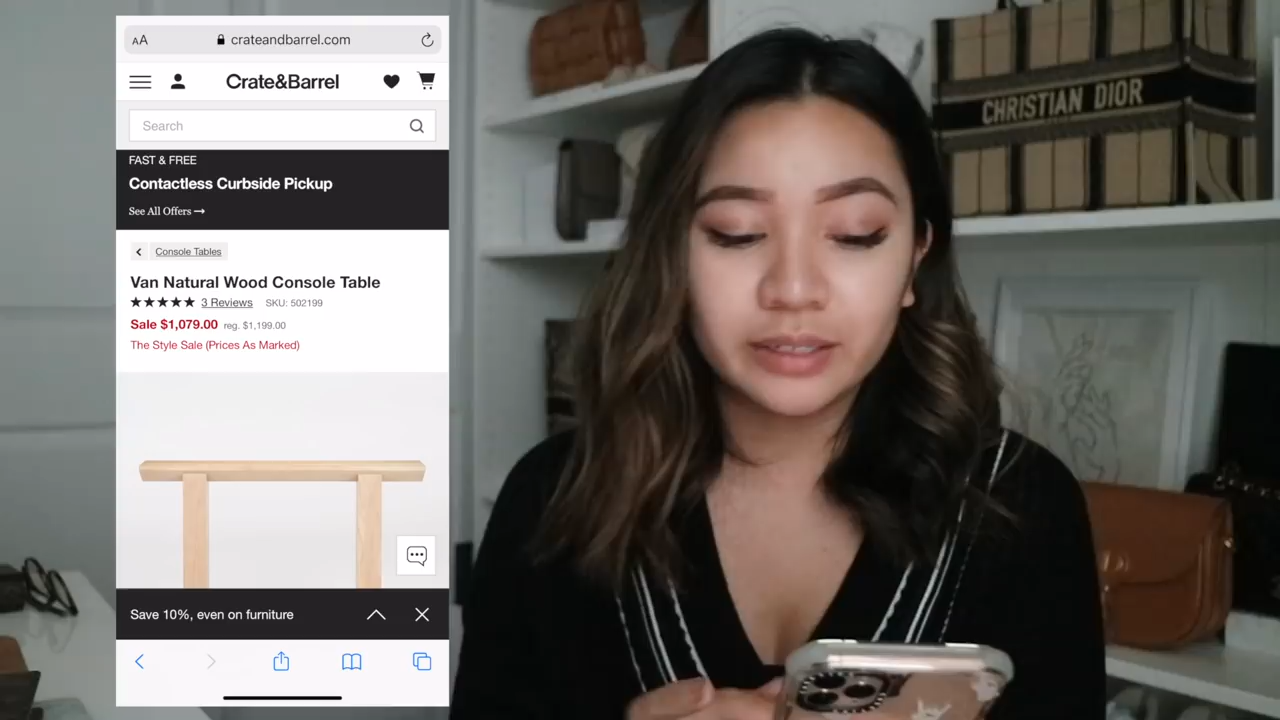 AA crateandbarrel.com
Crate&Barrel
Search
FAST & FREE
Contactless Curbside Pickup
See All Offers →
Console Tables
Van Natural Wood Console Table
★★★★★ 3 Reviews SKU: 502199
Sale $1,079.00 reg. $1,199.00
The Style Sale (Prices As Marked)
Save 10%, even on furniture
CHRISTIAN DIOR